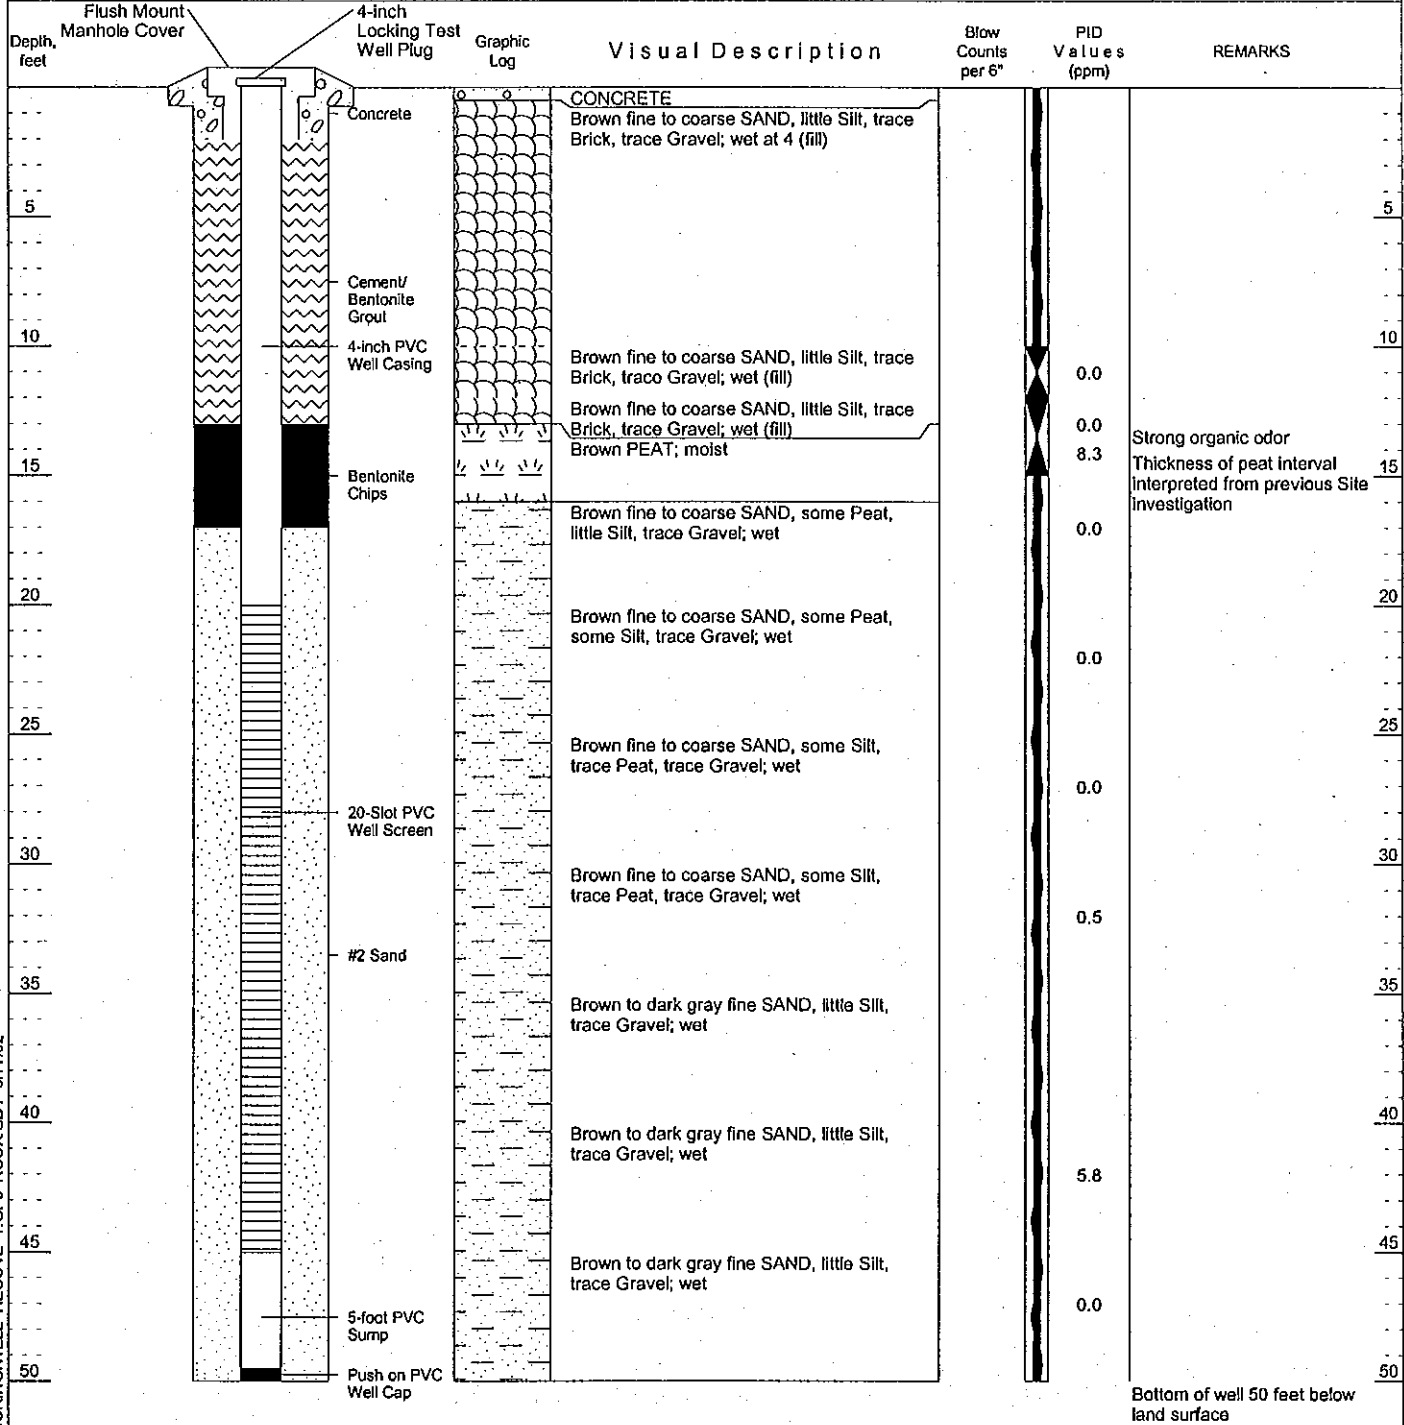 Flush Mount
Manhole Cover
4-inch
Locking Test
Well Plug
Depth,
feet
Graphic
Log
Visual Description
Blow
Counts
per 6"
PID
Values
(ppm)
REMARKS
Concrete
CONCRETE
Brown fine to coarse SAND, little Silt, trace
Brick, trace Gravel; wet at 4 (fill)
5
5
Cement/
Bentonite
Grout
10
10
4-inch PVC
Well Casing
Brown fine to coarse SAND, little Silt, trace
Brick, trace Gravel; wet (fill)
0.0
Brown fine to coarse SAND, little Silt, trace
Brick, trace Gravel; wet (fill)
0.0
Brown PEAT; moist
8.3
Strong organic odor
Thickness of peat interval
interpreted from previous Site
investigation
15
15
Bentonite
Chips
Brown fine to coarse SAND, some Peat,
little Silt, trace Gravel; wet
0.0
20
20
Brown fine to coarse SAND, some Peat,
some Silt, trace Gravel; wet
0.0
25
25
Brown fine to coarse SAND, some Silt,
trace Peat, trace Gravel; wet
0.0
20-Slot PVC
Well Screen
30
30
Brown fine to coarse SAND, some Silt,
trace Peat, trace Gravel; wet
0.5
#2 Sand
35
35
Brown to dark gray fine SAND, little Silt,
trace Gravel; wet
40
40
Brown to dark gray fine SAND, little Silt,
trace Gravel; wet
5.8
45
45
Brown to dark gray fine SAND, little Silt,
trace Gravel; wet
0.0
5-foot PVC
Sump
50
50
Push on PVC
Well Cap
Bottom of well 50 feet below
land surface